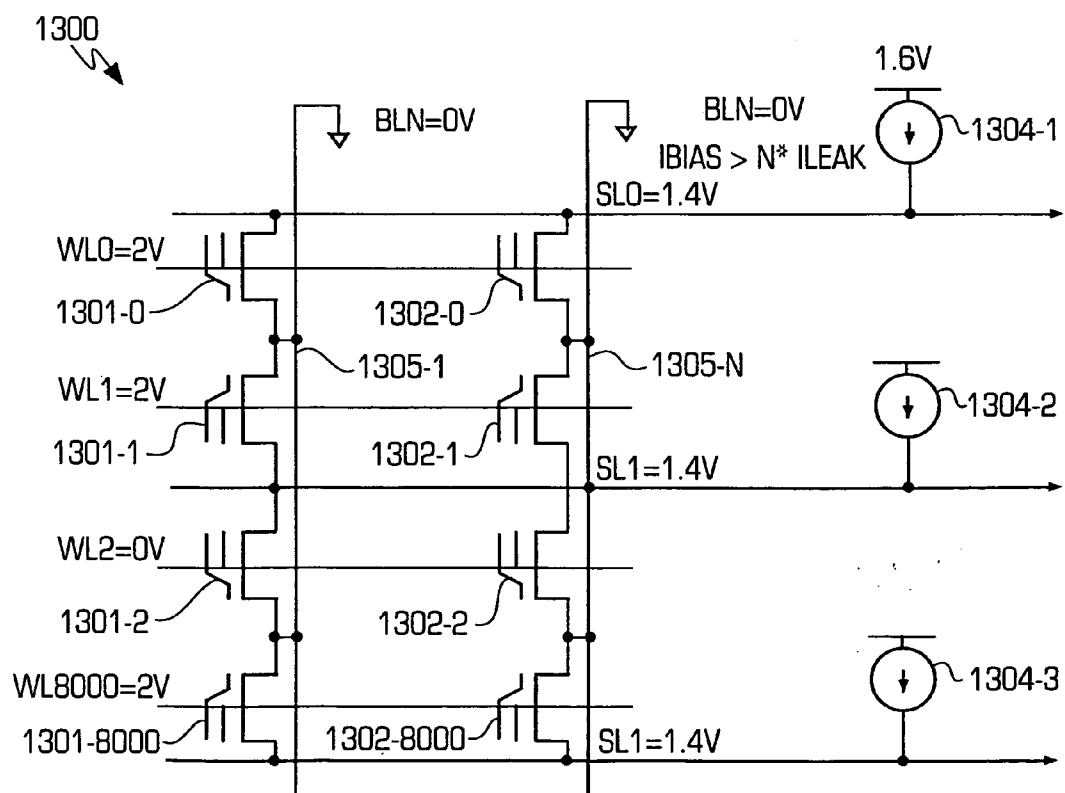 1300
1.6V
BLN=0V
BLN=0V
1304-1
IBIAS > N* ILEAK
SL0=1.4V
WL0=2V
1301-0
1302-0
1305-1
1305-N
WL1=2V
1304-2
1301-1
1302-1
SL1=1.4V
WL2=0V
1301-2
1302-2
WL8000=2V
1304-3
1301-8000
1302-8000
SL1=1.4V